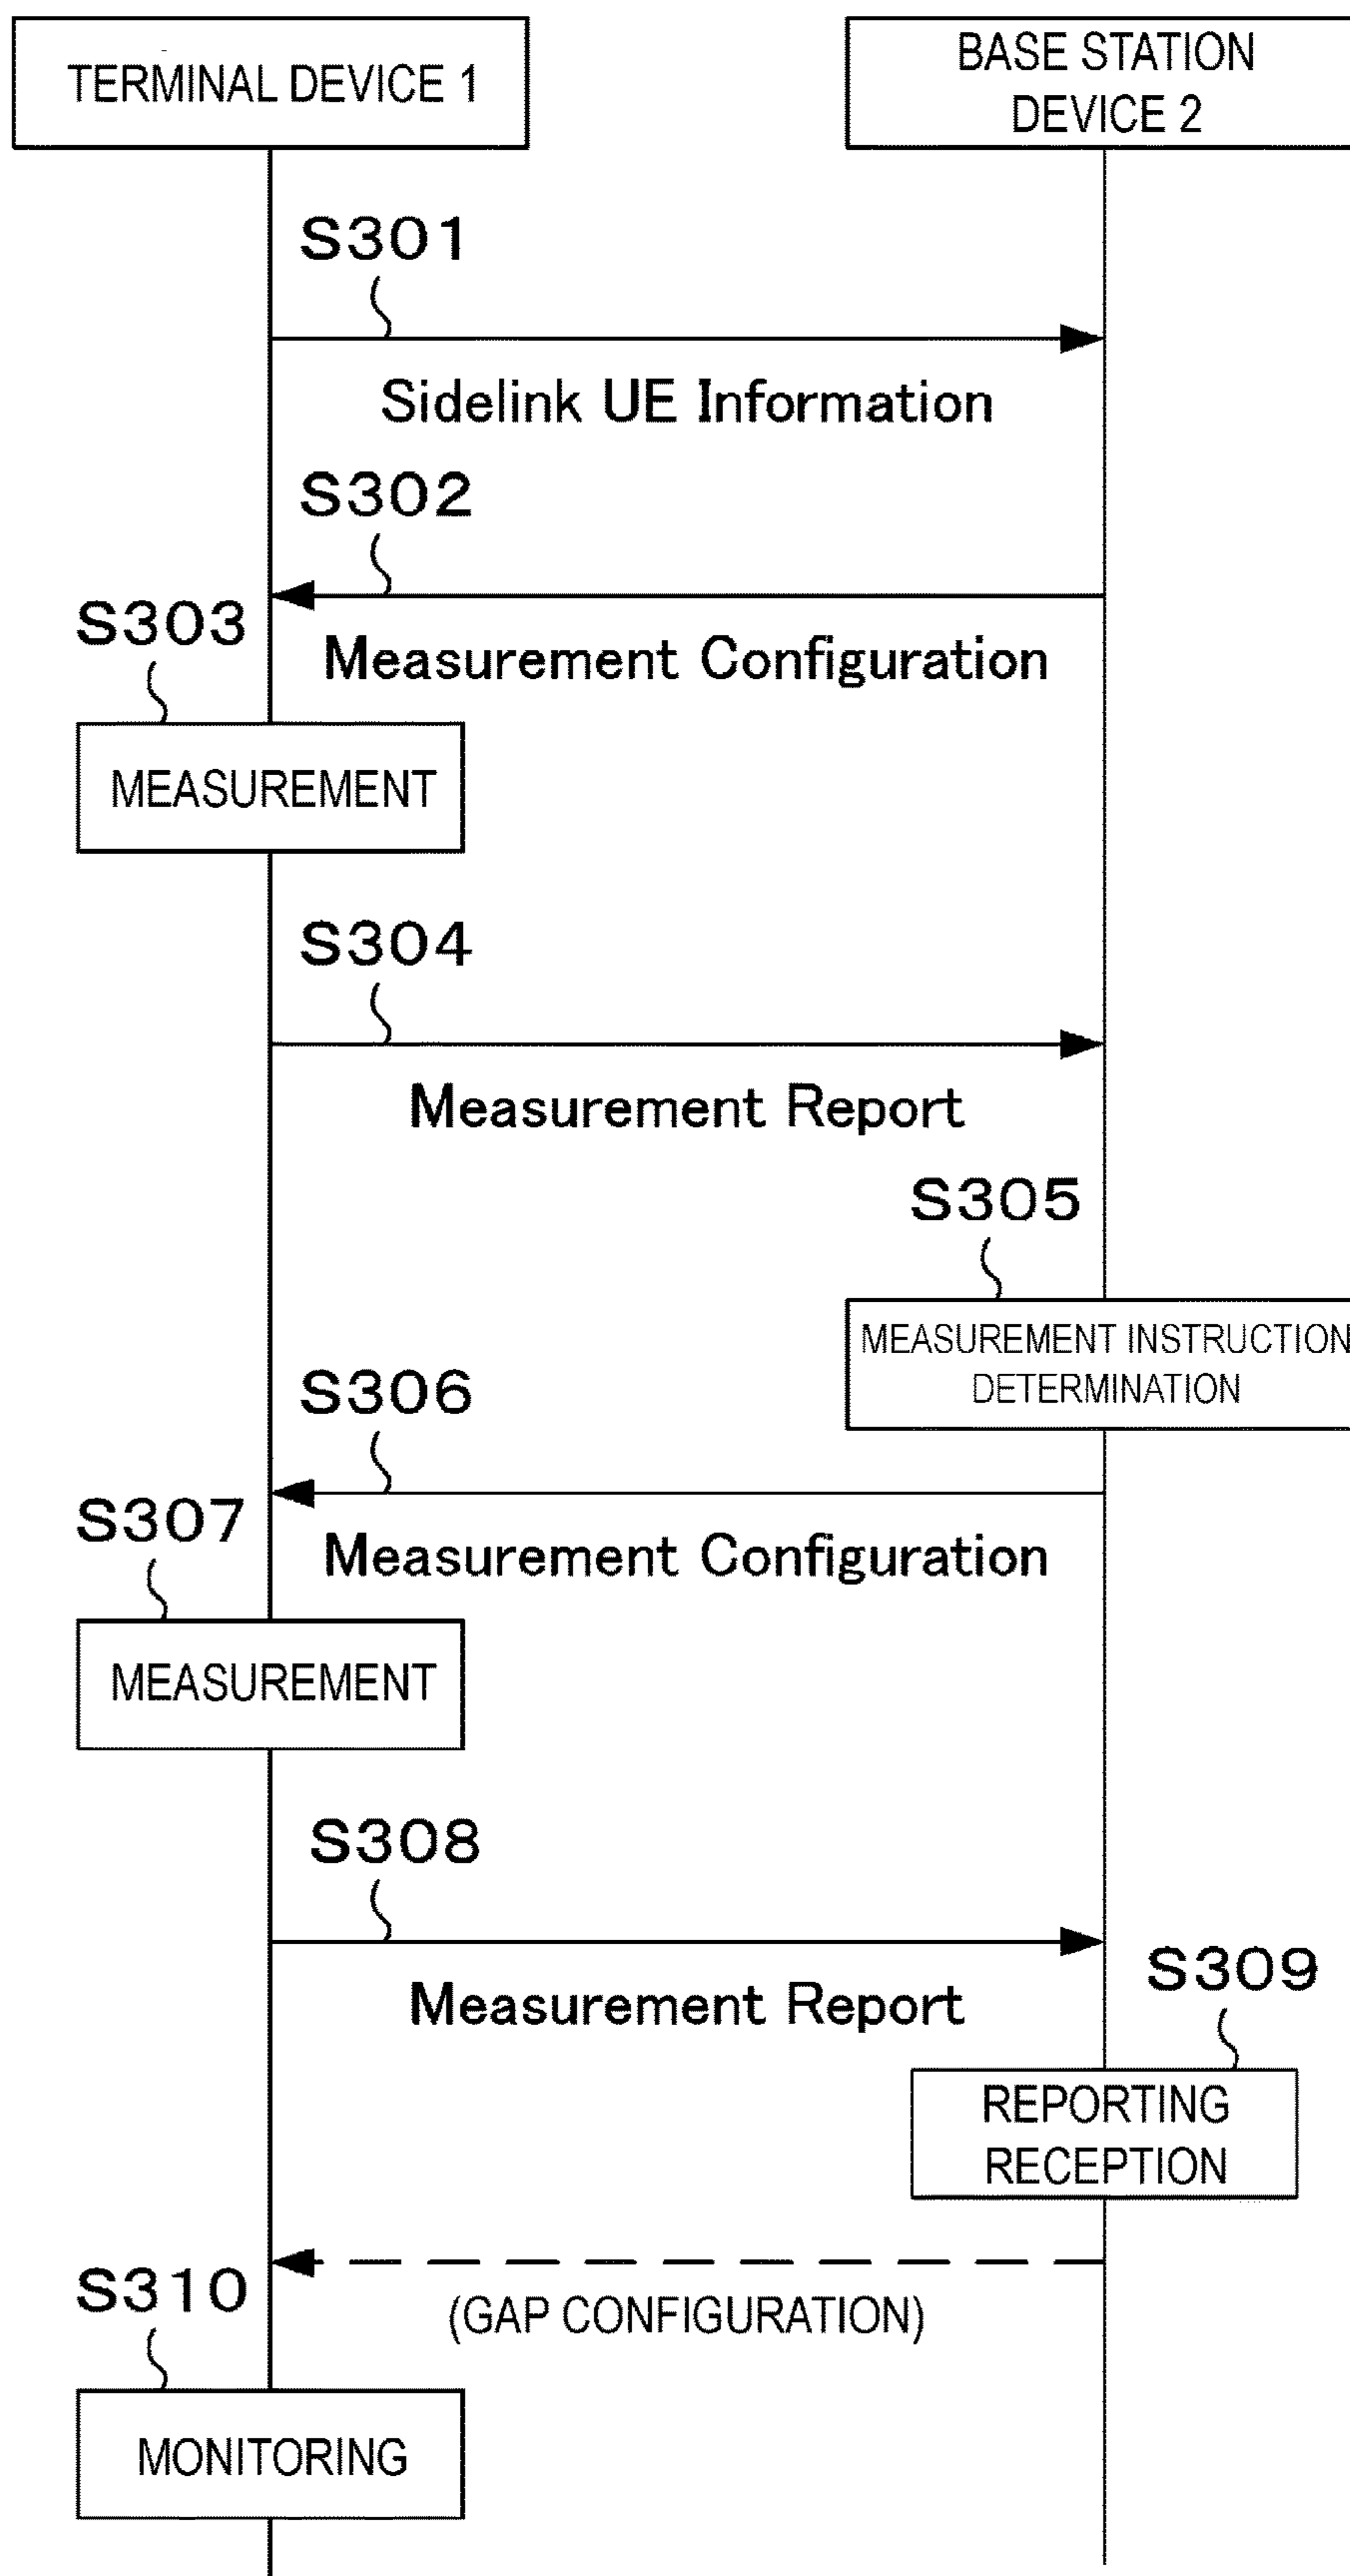 TERMINAL DEVICE 1
BASE STATION
DEVICE 2
S301
Sidelink UE Information
S302
Measurement Configuration
S303
MEASUREMENT
S304
Measurement Report
S305
MEASUREMENT INSTRUCTION
DETERMINATION
S306
Measurement Configuration
S307
MEASUREMENT
S308
Measurement Report
S309
REPORTING
RECEPTION
(GAP CONFIGURATION)
S310
MONITORING